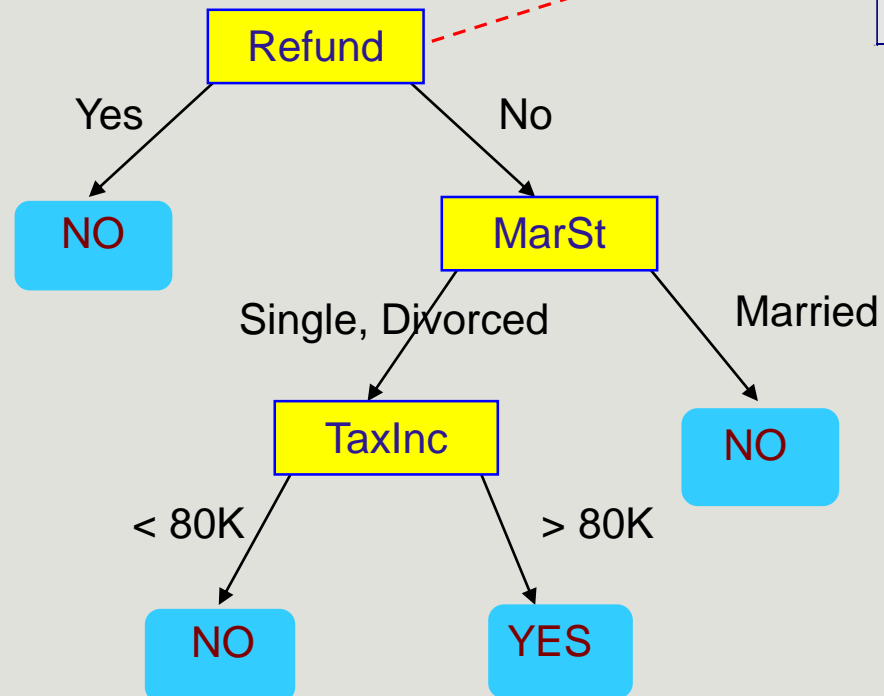 Refund
Yes
No
NO
MarSt
Single, Divorced
Married
TaxInc
NO
< 80K
> 80K
NO
YES